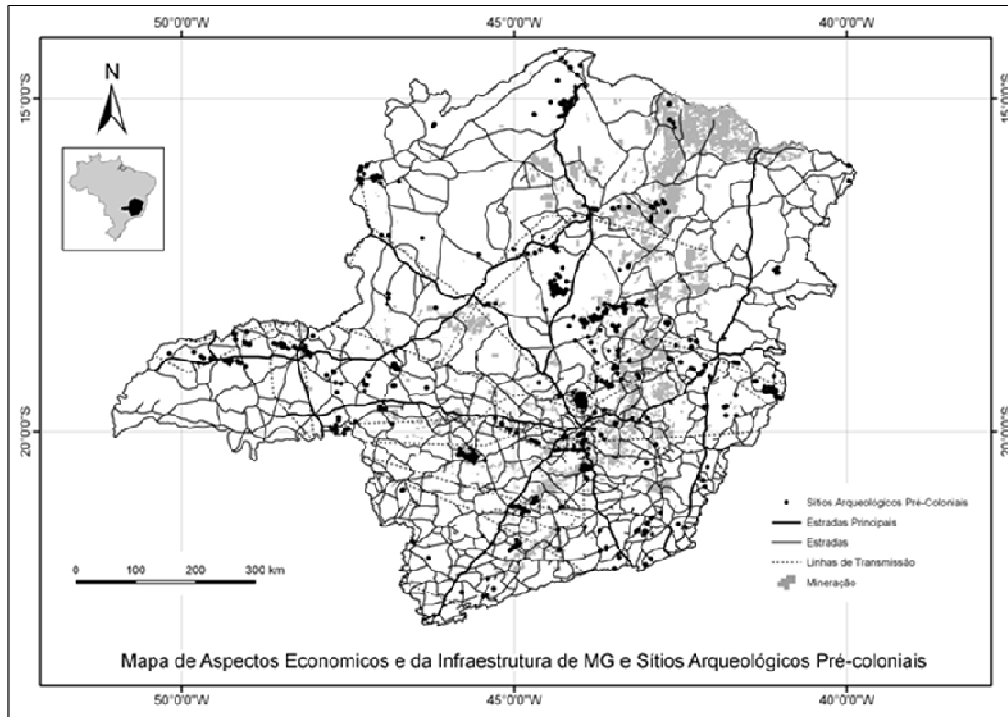 50°0'0"W 45°0'0"W 40°0'0"W
N
15°0'0"S 15°0'0"S
20°0'0"S 20°0'0"S
Sítios Arqueológicos Pré-Coloniais
Estradas Principais
Estradas
Linhas de Transmissão
Mineração
0 100 200 300 km
Mapa de Aspectos Economicos e da Infraestrutura de MG e Sitios Arqueológicos Pré-coloniais
50°0'0"W 45°0'0"W 40°0'0"W